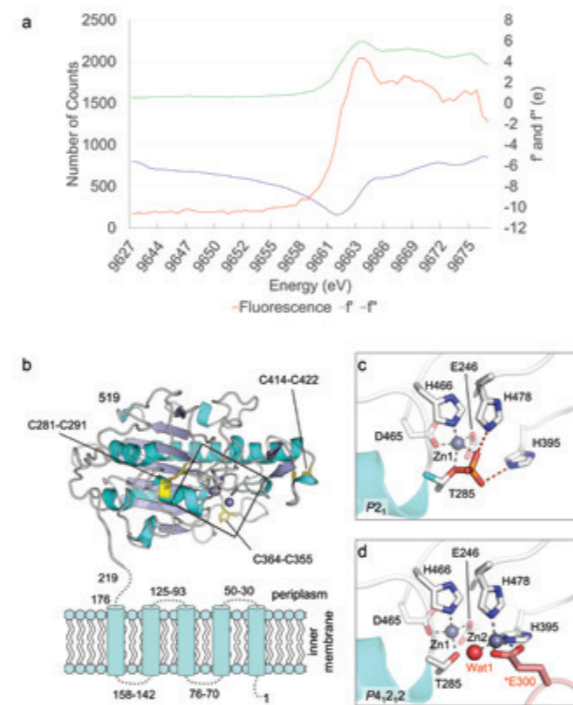 a
2500
2000
1500
1000
500
0
Number of Counts
8
6
4
2
0
-2
-4
-6
-8
-10
-12
f' and f'' (e)
9627
9644
9647
9650
9652
9655
9658
9661
9663
9666
9669
9672
9675
Energy (eV)
Fluorescence f' f''
b
519
C414-C422
C281-C291
C364-C355
219
176
125-93
50-30
periplasm
inner
membrane
158-142
76-70
1
c
E246
H466
H478
D465
H395
Zn1
T285
P2₁
d
E246
H466
H478
D465
H395
Zn1
Zn2
T285
Wat1
*E300
P4₁2₁2